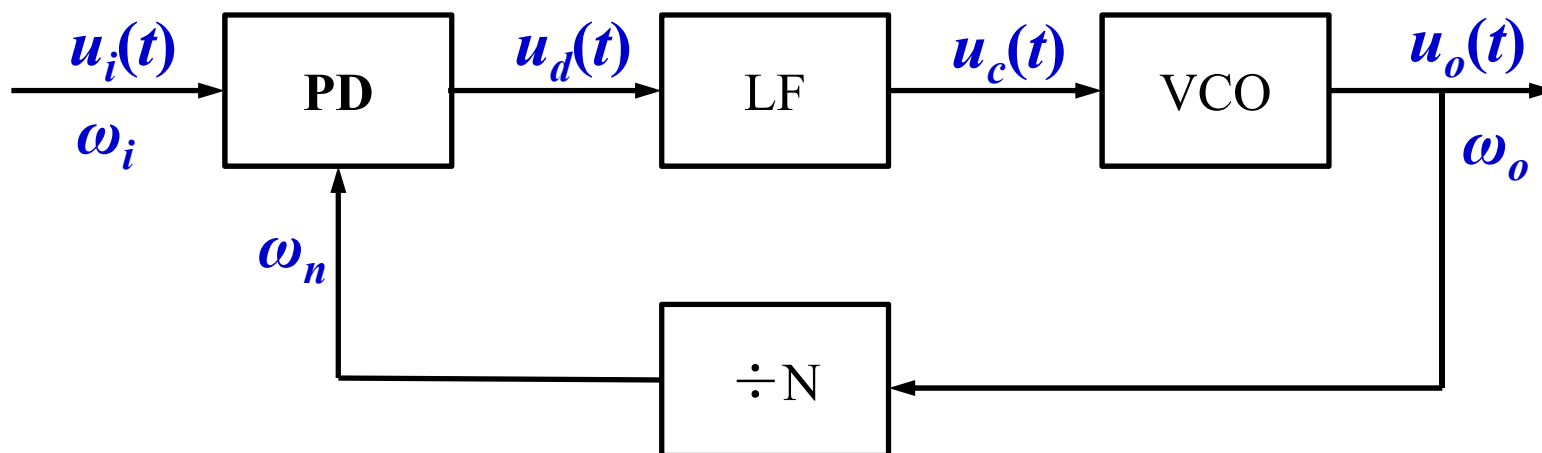 u_i(t)
PD
u_d(t)
LF
u_c(t)
VCO
u_o(t)
ω_i
ω_o
ω_n
÷N